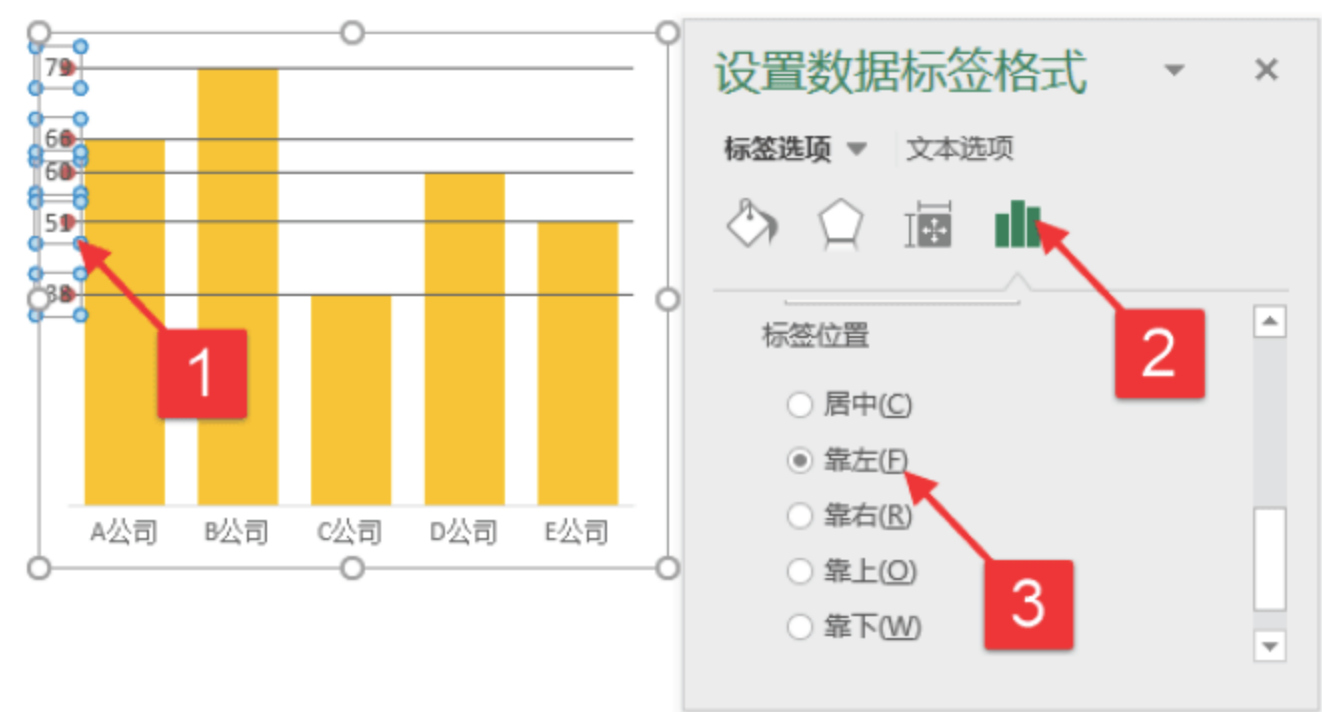 79
66
60
51
38
1
A公司 B公司 C公司 D公司 E公司
设置数据标签格式
标签选项 文本选项
2
标签位置
居中(C)
靠左(F)
靠右(R)
靠上(O)
靠下(W)
3